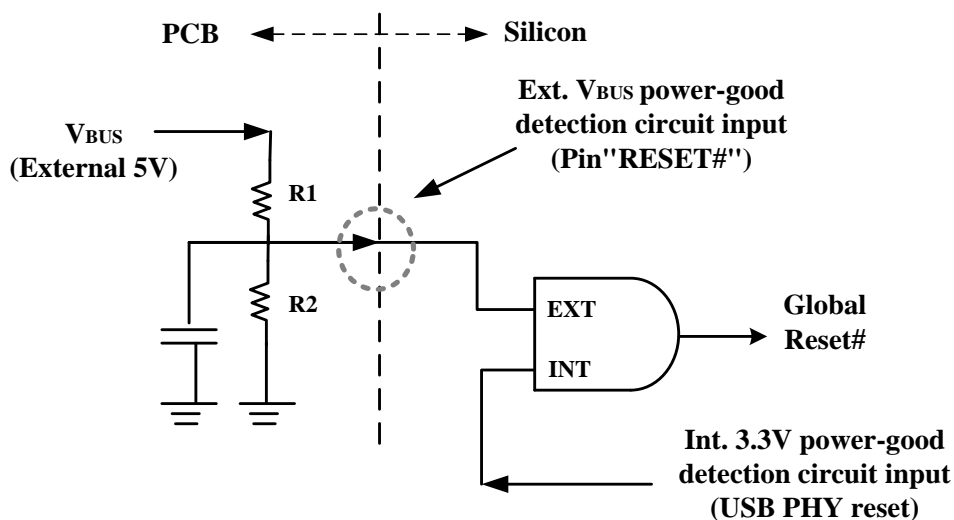 PCB
Silicon
Ext. VBUS power-good
detection circuit input
(Pin"RESET#")
VBUS
(External 5V)
R1
R2
EXT
INT
Global
Reset#
Int. 3.3V power-good
detection circuit input
(USB PHY reset)